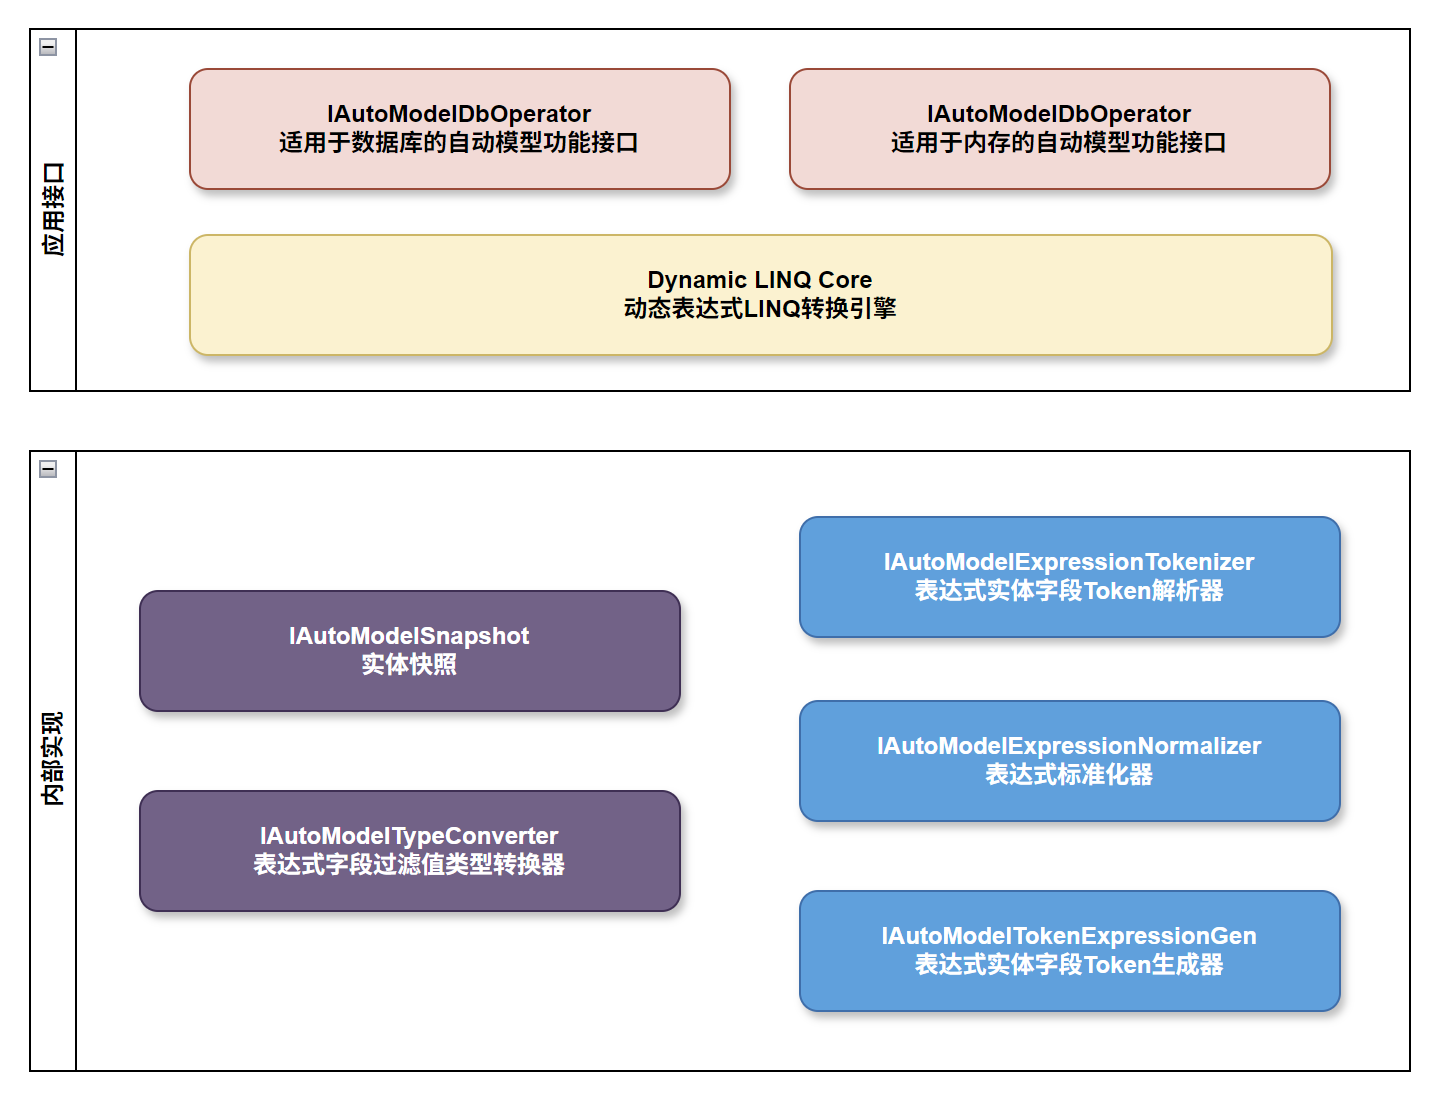 应用接口
IAutoModelDbOperator
适用于数据库的自动模型功能接口
IAutoModelDbOperator
适用于内存的自动模型功能接口
Dynamic LINQ Core
动态表达式LINQ转换引擎
内部实现
IAutoModelSnapshot
实体快照
IAutoModelTypeConverter
表达式字段过滤值类型转换器
IAutoModelExpressionTokenizer
表达式实体字段Token解析器
IAutoModelExpressionNormalizer
表达式标准化器
IAutoModelTokenExpressionGen
表达式实体字段Token生成器